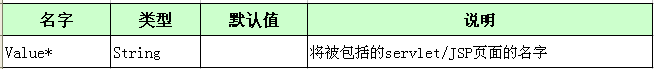 名字 类型 默认值 说明
Value* String 将被包括的servlet/JSP页面的名字